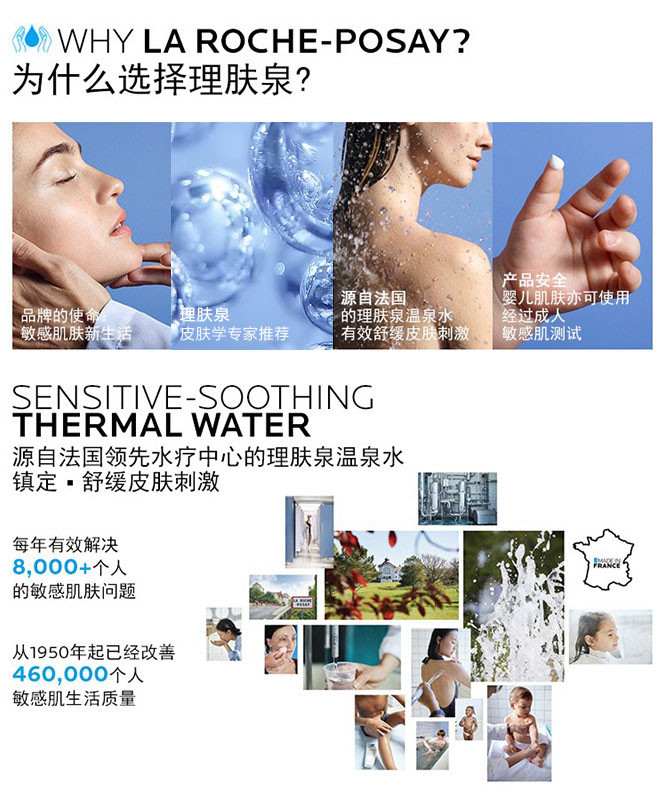 WHY LA ROCHE-POSAY?
为什么选择理肤泉?
品牌的使命:
敏感肌肤新生活
理肤泉
皮肤学专家推荐
源自法国
的理肤泉温泉水
有效舒缓皮肤刺激
产品安全
婴儿肌肤亦可使用
经过成人
敏感肌测试
SENSITIVE-SOOTHING
THERMAL WATER
源自法国领先水疗中心的理肤泉温泉水
镇定▪舒缓皮肤刺激
每年有效解决
8,000+个人
的敏感肌肤问题
MADE IN
FRANCE
LA ROCHE
-POSAY
从1950年起已经改善
460,000个人
敏感肌生活质量